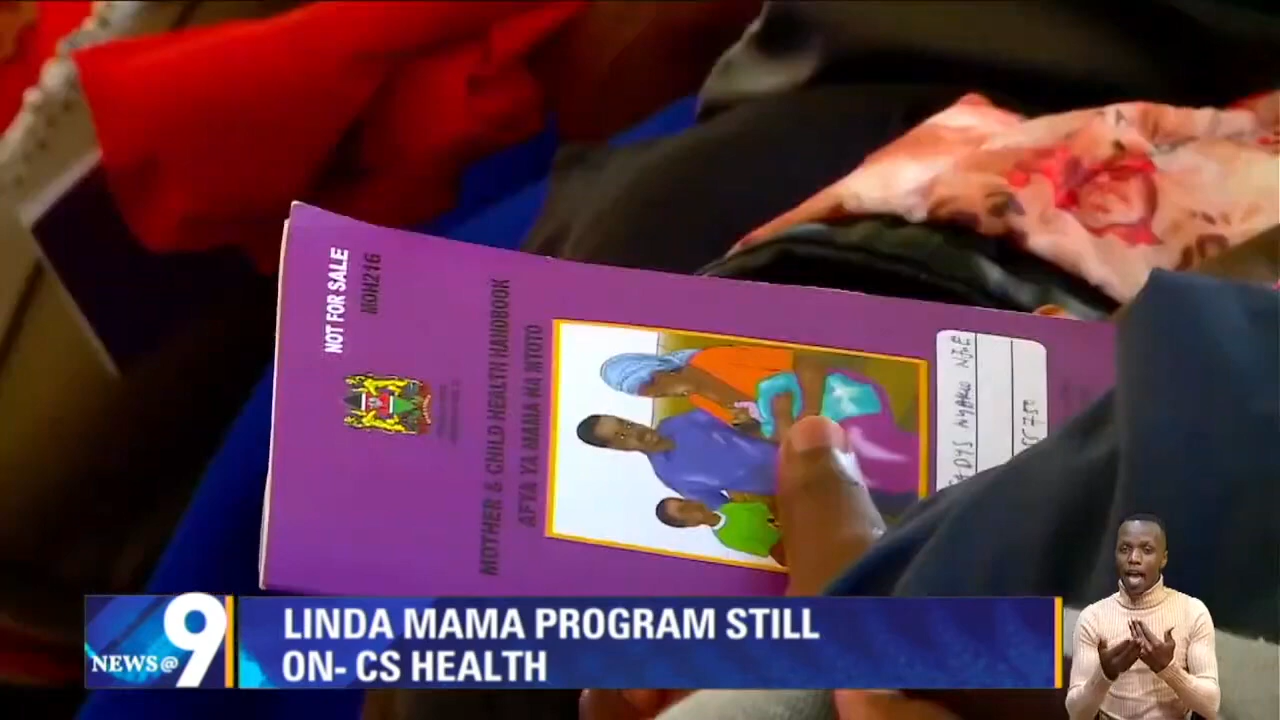 NOT FOR SALE
MOH216
MOTHER & CHILD HEALTH HANDBOOK
AFYA YA MAMA NA MTOTO
NEWS@9
LINDA MAMA PROGRAM STILL
ON- CS HEALTH